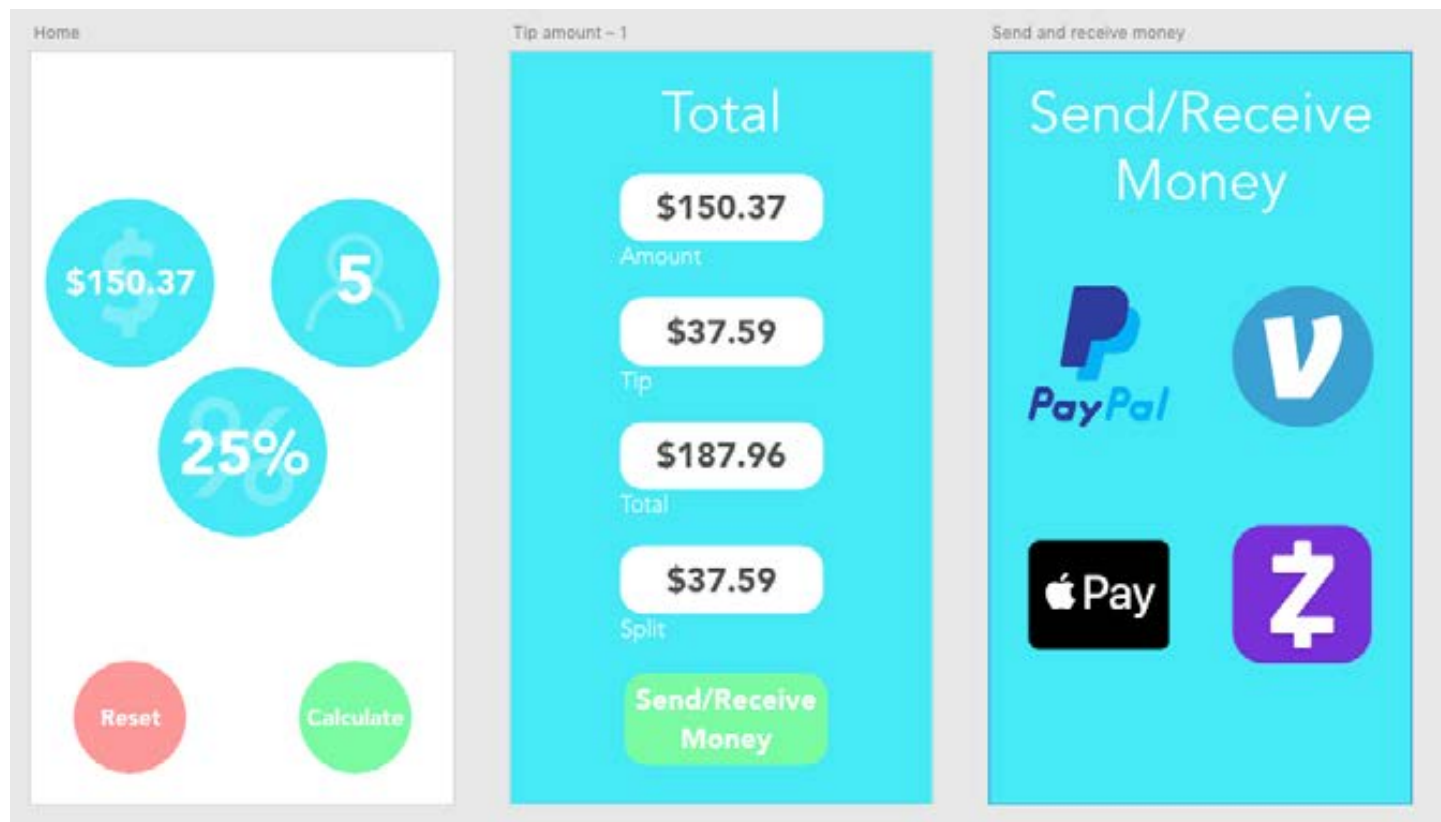 Home
$150.37
5
25%
Reset
Calculate
Tip amount – 1
Total
$150.37
Amount
$37.59
Tip
$187.96
Total
$37.59
Split
Send/Receive
Money
Send and receive money
Send/Receive
Money
PayPal
V
Pay
Z